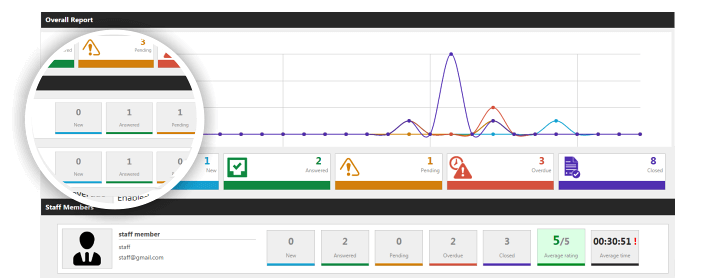 Overall Report
3
Pending
0 1 1
New Answered Pending
0 1 0
New Answered
Enabled
1 2 1 3 8
New Answered Pending Overdue Closed
Staff Members
staff member
staff
staff@gmail.com
0 2 0 2 3 5/5 00:30:51 !
New Answered Pending Overdue Closed Average rating Average time